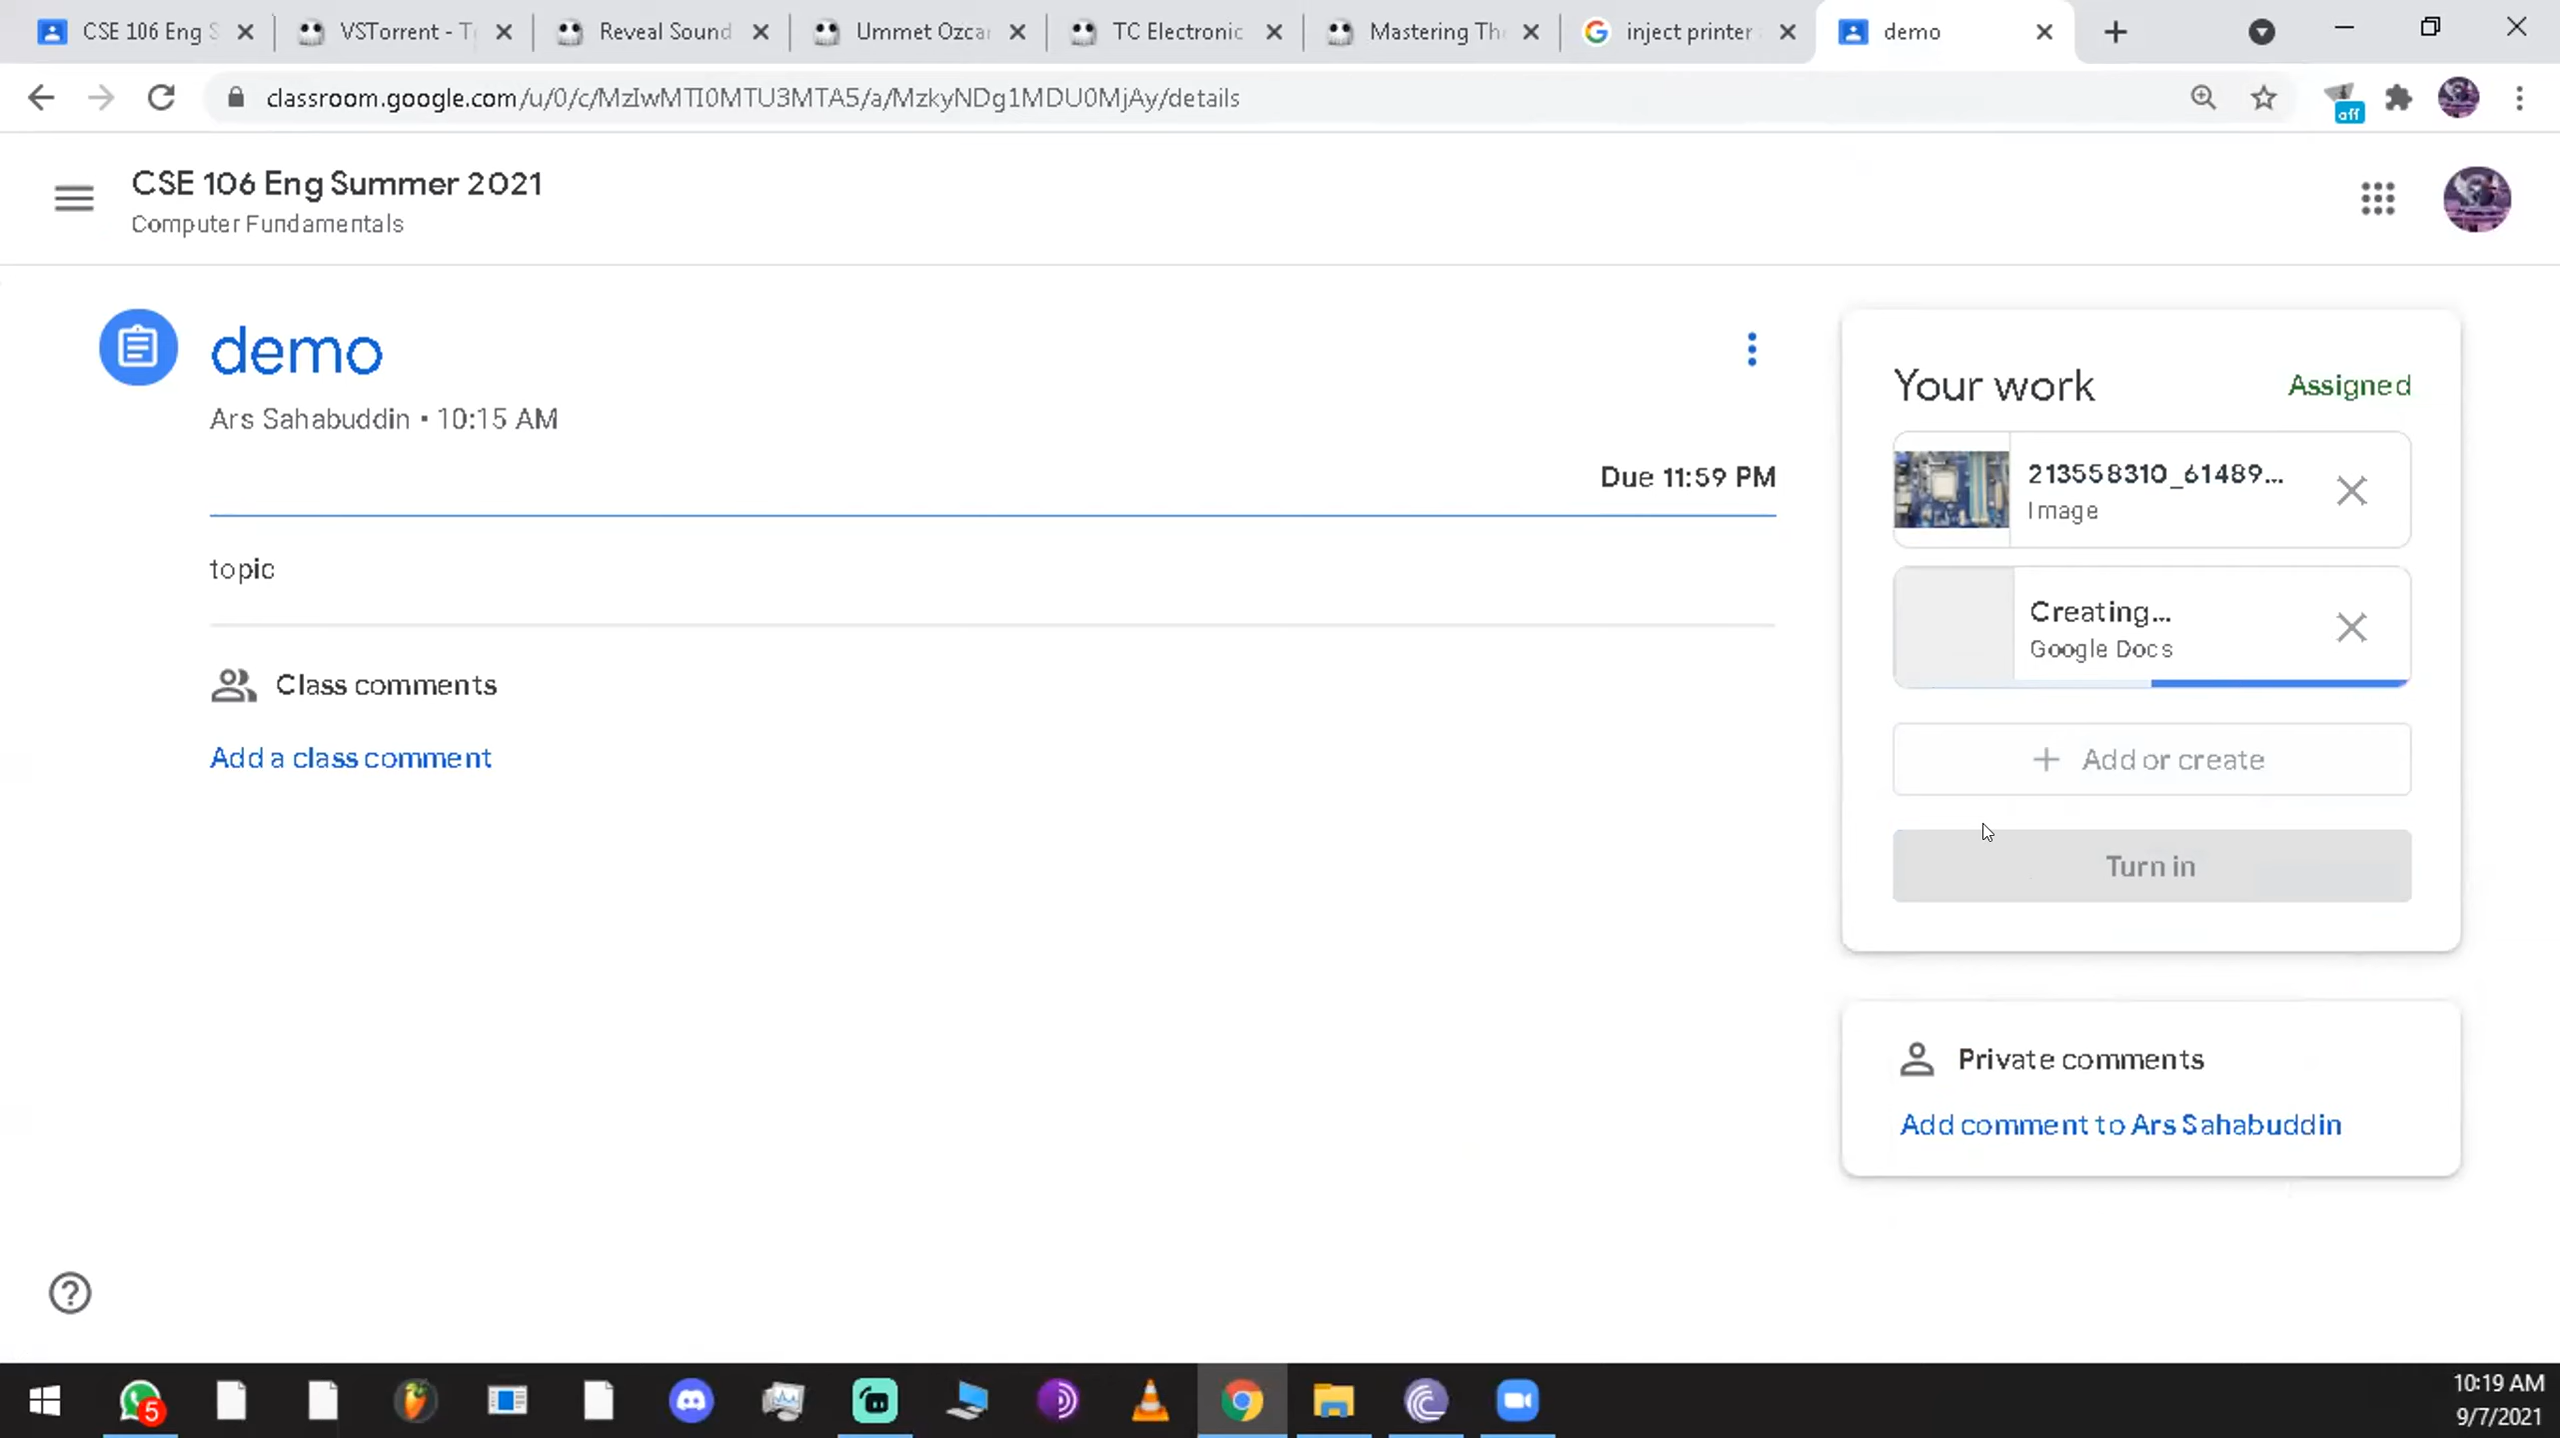 CSE 106 Eng S
VSTorrent - T
Reveal Sound
Ummet Ozca
TC Electronic
Mastering Th
inject printer
demo
classroom.google.com/u/0/c/MzIwMTI0MTU3MTA5/a/MzkyNDg1MDU0MjAy/details
off
CSE 106 Eng Summer 2021
Computer Fundamentals
demo
Ars Sahabuddin • 10:15 AM
Due 11:59 PM
topic
Class comments
Add a class comment
Your work
Assigned
213558310_61489...
Image
Creating...
Google Docs
+ Add or create
Turn in
Private comments
Add comment to Ars Sahabuddin
5
10:19 AM
9/7/2021